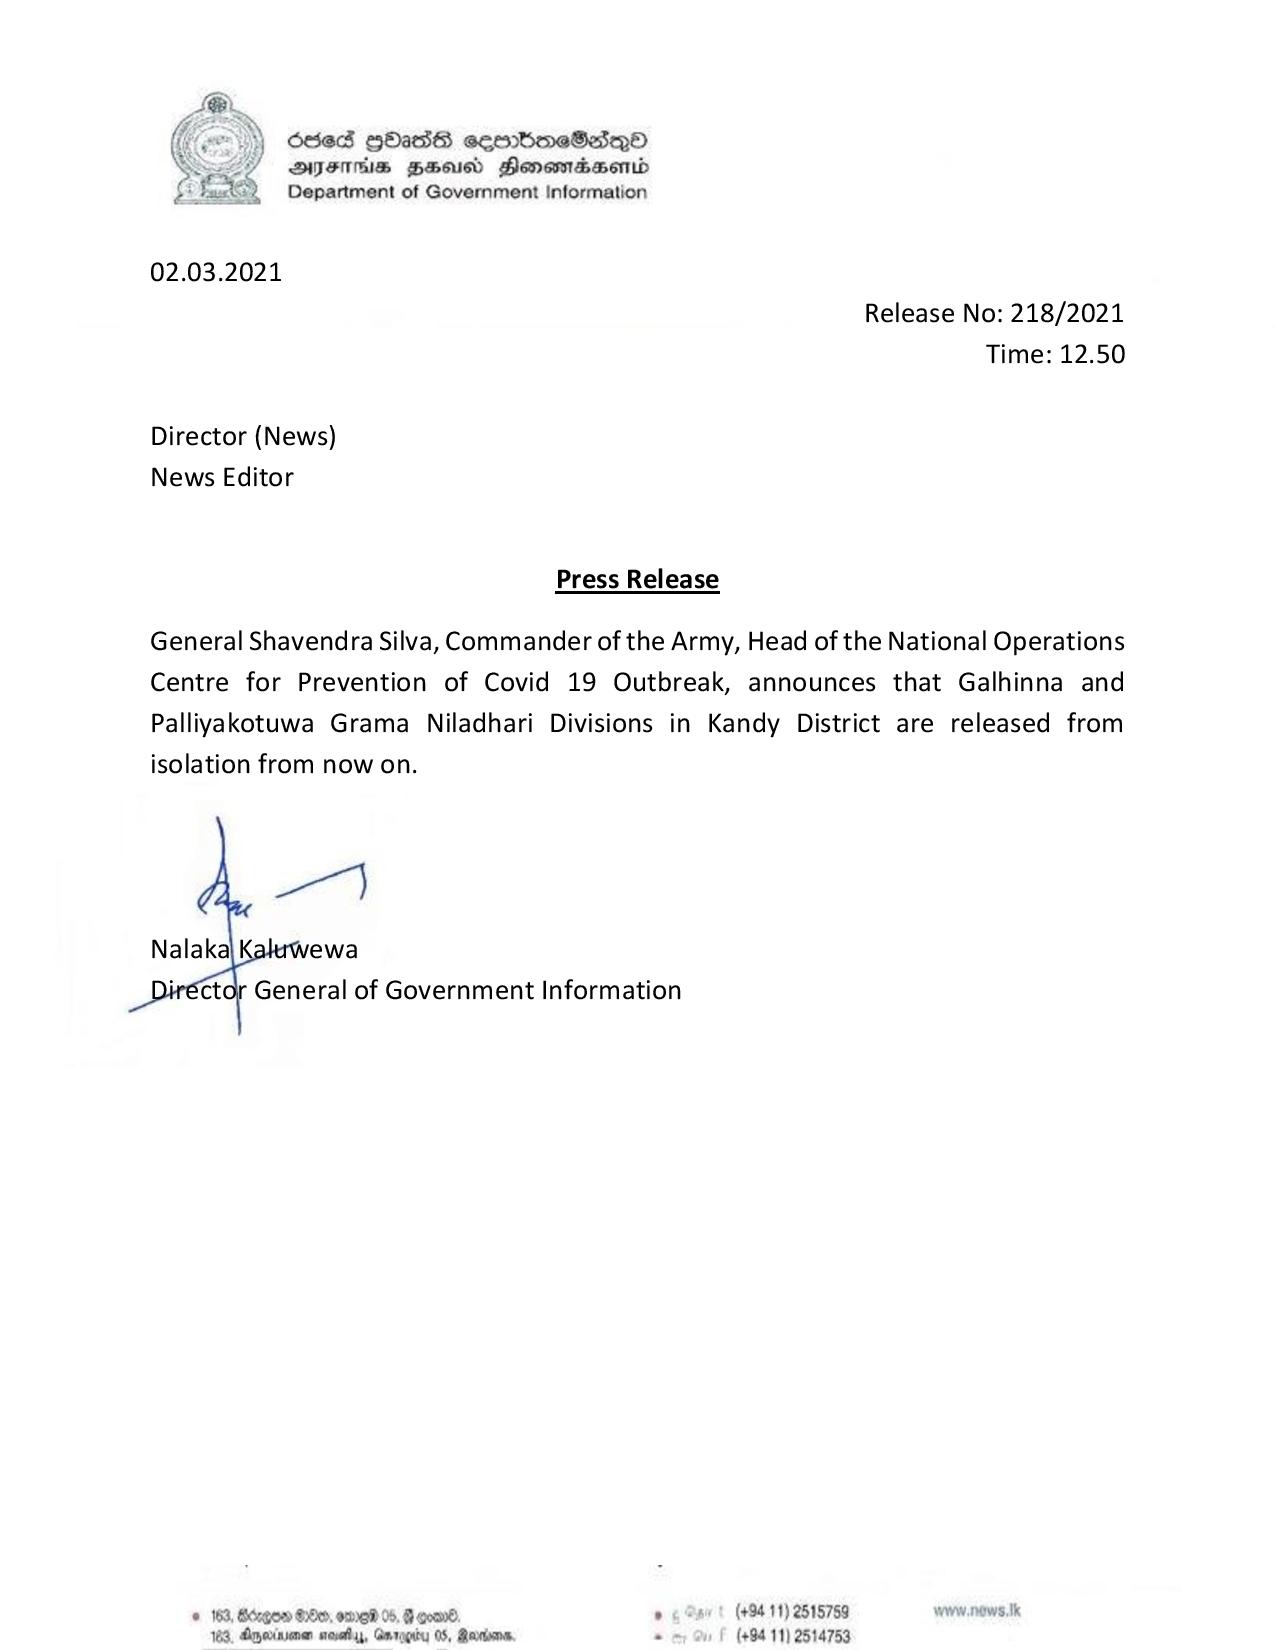 රජයේ ප්‍රවෘත්ති දෙපාර්තමේන්තුව
அரசாங்க தகவல் திணைக்களம்
Department of Government Information
02.03.2021
Release No: 218/2021
Time: 12.50
Director (News)
News Editor
Press Release
General Shavendra Silva, Commander of the Army, Head of the National Operations
Centre for Prevention of Covid 19 Outbreak, announces that Galhinna and
Palliyakotuwa Grama Niladhari Divisions in Kandy District are released from
isolation from now on.
Nalaka Kaluwewa
Director General of Government Information
163, කිරුලපන මාවත, කොළඹ 05, ශ්‍රී ලංකාව.
163, கிருலப்பனை எவனியூ, கொழும்பு 05, இலங்கை.
(+94 11) 2515759
(+94 11) 2514753
www.news.lk